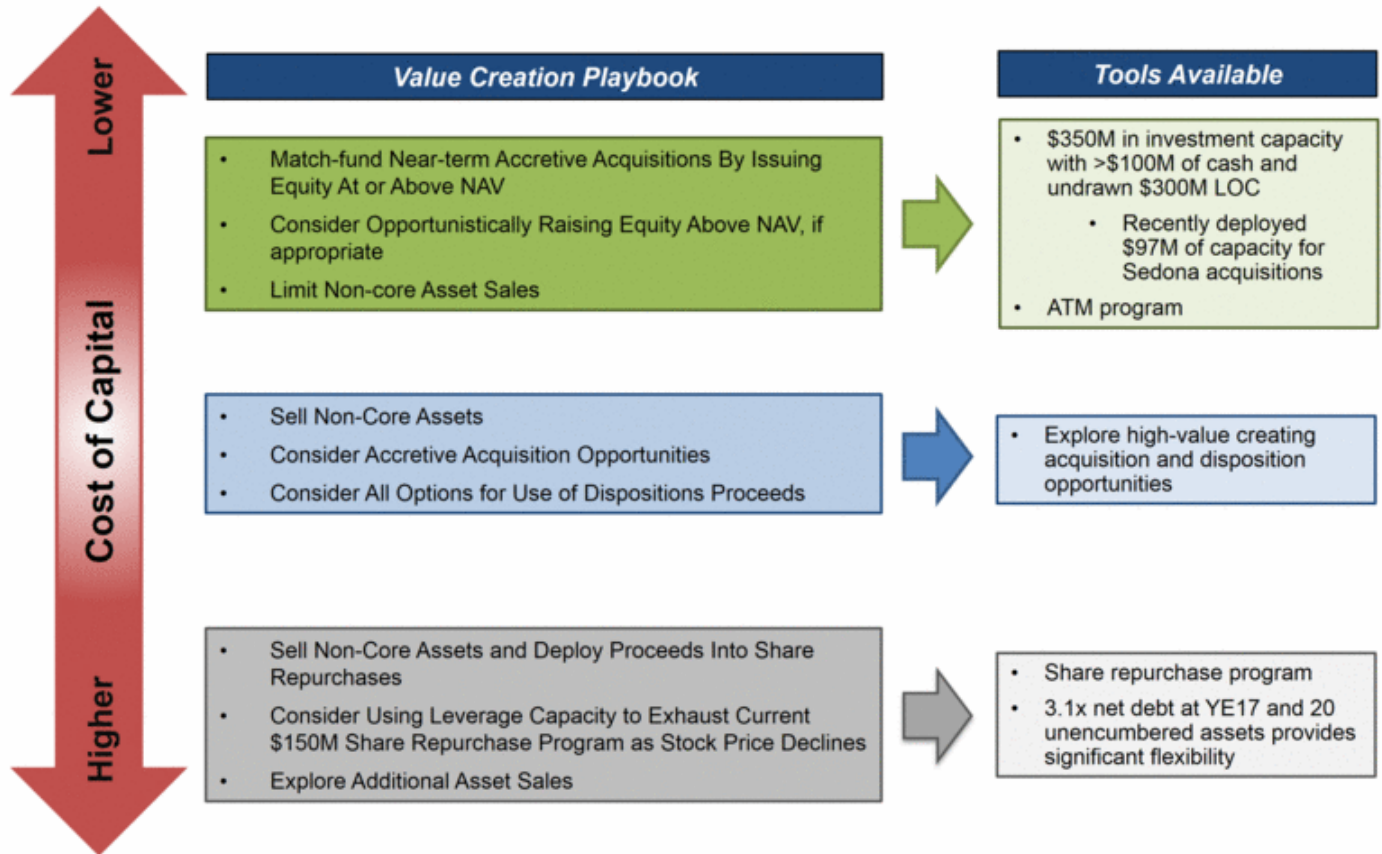 Lower
Cost of Capital
Higher
Value Creation Playbook
• Match-fund Near-term Accretive Acquisitions By Issuing
Equity At or Above NAV
• Consider Opportunistically Raising Equity Above NAV, if
appropriate
• Limit Non-core Asset Sales
Tools Available
• $350M in investment capacity
with >$100M of cash and
undrawn $300M LOC
• Recently deployed
$97M of capacity for
Sedona acquisitions
• ATM program
• Sell Non-Core Assets
• Consider Accretive Acquisition Opportunities
• Consider All Options for Use of Dispositions Proceeds
• Explore high-value creating
acquisition and disposition
opportunities
• Sell Non-Core Assets and Deploy Proceeds Into Share
Repurchases
• Consider Using Leverage Capacity to Exhaust Current
$150M Share Repurchase Program as Stock Price Declines
• Explore Additional Asset Sales
• Share repurchase program
• 3.1x net debt at YE17 and 20
unencumbered assets provides
significant flexibility